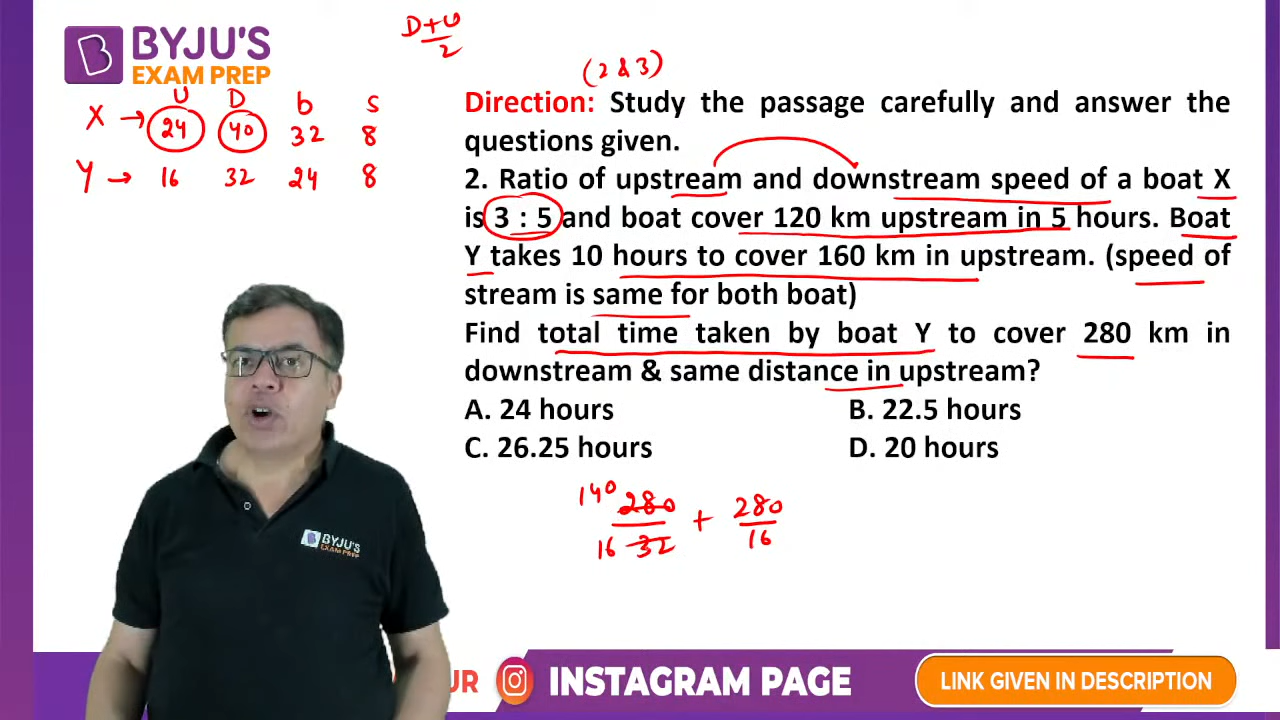 BYJU'S
EXAM PREP
D+U
2
U D b s
X → 24 40 32 8
Y → 16 32 24 8
(2 & 3)
Direction: Study the passage carefully and answer the
questions given.
2. Ratio of upstream and downstream speed of a boat X
is 3 : 5 and boat cover 120 km upstream in 5 hours. Boat
Y takes 10 hours to cover 160 km in upstream. (speed of
stream is same for both boat)
Find total time taken by boat Y to cover 280 km in
downstream & same distance in upstream?
A. 24 hours B. 22.5 hours
C. 26.25 hours D. 20 hours
140 280 + 280
16 32 16
BYJU'S
EXAM PREP
UR INSTAGRAM PAGE
LINK GIVEN IN DESCRIPTION